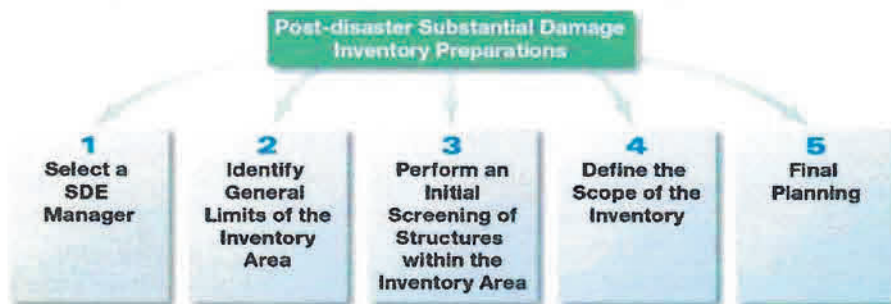 Post-disaster Substantial Damage
Inventory Preparations
1
Select a
SDE
Manager
2
Identify
General
Limits of the
Inventory
Area
3
Perform an
Initial
Screening of
Structures
within the
Inventory Area
4
Define the
Scope of the
Inventory
5
Final
Planning